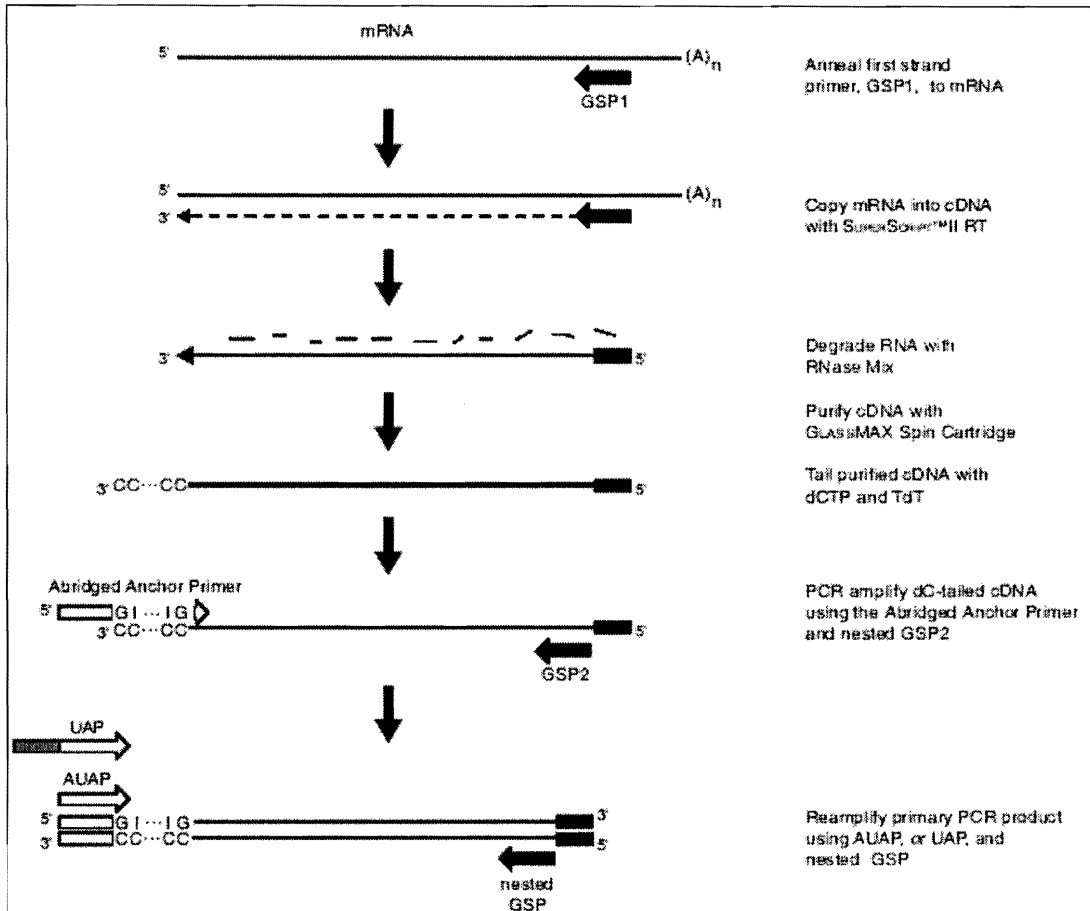 mRNA
5' (A)n
GSP1
Anneal first strand
primer, GSP1, to mRNA
5' (A)n
3'
Copy mRNA into cDNA
with SUPERSCRIPT™II RT
3' 5'
Degrade RNA with
RNase Mix
Purify cDNA with
GLASSMAX Spin Cartridge
3' CC···CC 5'
Tail purified cDNA with
dCTP and TdT
Abridged Anchor Primer
5' GI···IG
3' CC···CC 5'
GSP2
PCR amplify dC-tailed cDNA
using the Abridged Anchor Primer
and nested GSP2
UAP
AUAP
5' GI···IG 3'
3' CC···CC 5'
nested
GSP
Reamplify primary PCR product
using AUAP, or UAP, and
nested GSP